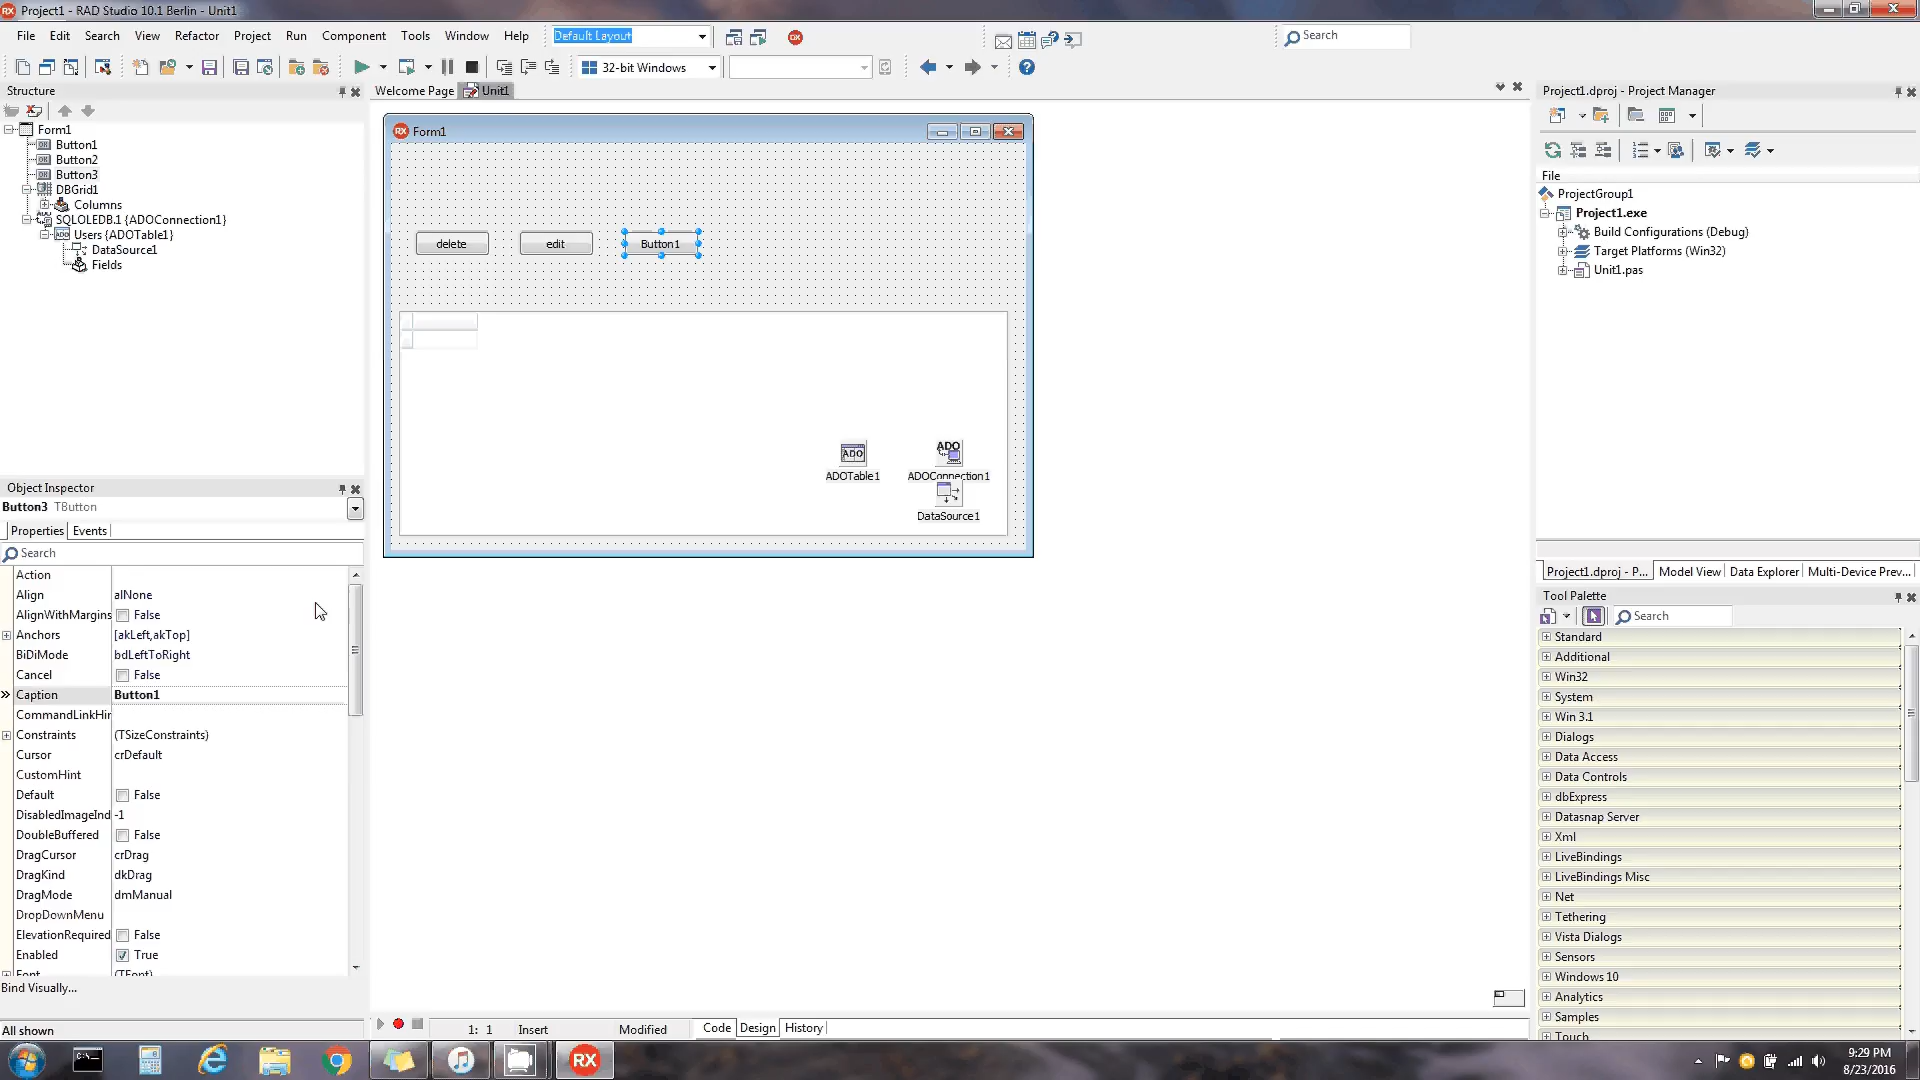 Project1 - RAD Studio 10.1 Berlin - Unit1
File Edit Search View Refactor Project Run Component Tools Window Help Default Layout Search
32-bit Windows
Structure
Form1
Button1
Button2
Button3
DBGrid1
Columns
SQLOLEDB.1 {ADOConnection1}
Users {ADOTable1}
DataSource1
Fields
Welcome Page Unit1
Form1
delete edit Button1
ADO ADO
ADOTable1 ADOConnection1
DataSource1
Object Inspector
Button3 TButton
Properties Events
Search
Action
Align alNone
AlignWithMargins False
Anchors [akLeft,akTop]
BiDiMode bdLeftToRight
Cancel False
Caption Button1
CommandLinkHin
Constraints (TSizeConstraints)
Cursor crDefault
CustomHint
Default False
DisabledImageInd -1
DoubleBuffered False
DragCursor crDrag
DragKind dkDrag
DragMode dmManual
DropDownMenu
ElevationRequired False
Enabled True
Font (TFont)
Bind Visually...
All shown
1: 1 Insert Modified Code Design History
Project1.dproj - Project Manager
File
ProjectGroup1
Project1.exe
Build Configurations (Debug)
Target Platforms (Win32)
Unit1.pas
Project1.dproj - P... Model View Data Explorer Multi-Device Prev...
Tool Palette
Search
Standard
Additional
Win32
System
Win 3.1
Dialogs
Data Access
Data Controls
dbExpress
Datasnap Server
Xml
LiveBindings
LiveBindings Misc
Net
Tethering
Vista Dialogs
Sensors
Windows 10
Analytics
Samples
Touch
RX
9:29 PM
8/23/2016